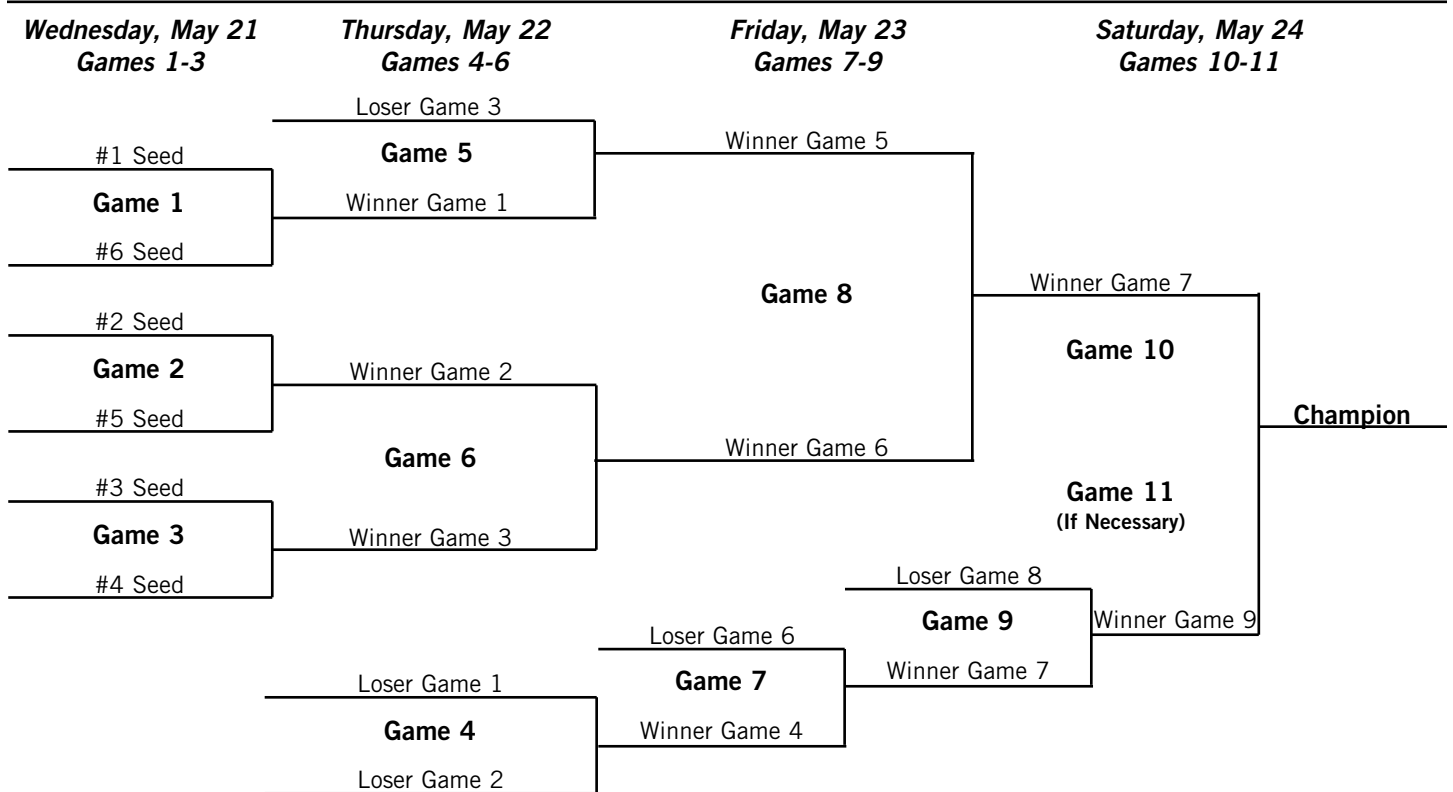 Wednesday, May 21
Games 1-3
Thursday, May 22
Games 4-6
Friday, May 23
Games 7-9
Saturday, May 24
Games 10-11
#1 Seed
Game 1
#6 Seed
#2 Seed
Game 2
#5 Seed
#3 Seed
Game 3
#4 Seed
Loser Game 3
Game 5
Winner Game 1
Winner Game 2
Game 6
Winner Game 3
Loser Game 1
Game 4
Loser Game 2
Winner Game 5
Game 8
Winner Game 6
Loser Game 6
Game 7
Winner Game 4
Loser Game 8
Game 9
Winner Game 7
Winner Game 7
Game 10
Game 11
(If Necessary)
Winner Game 9
Champion